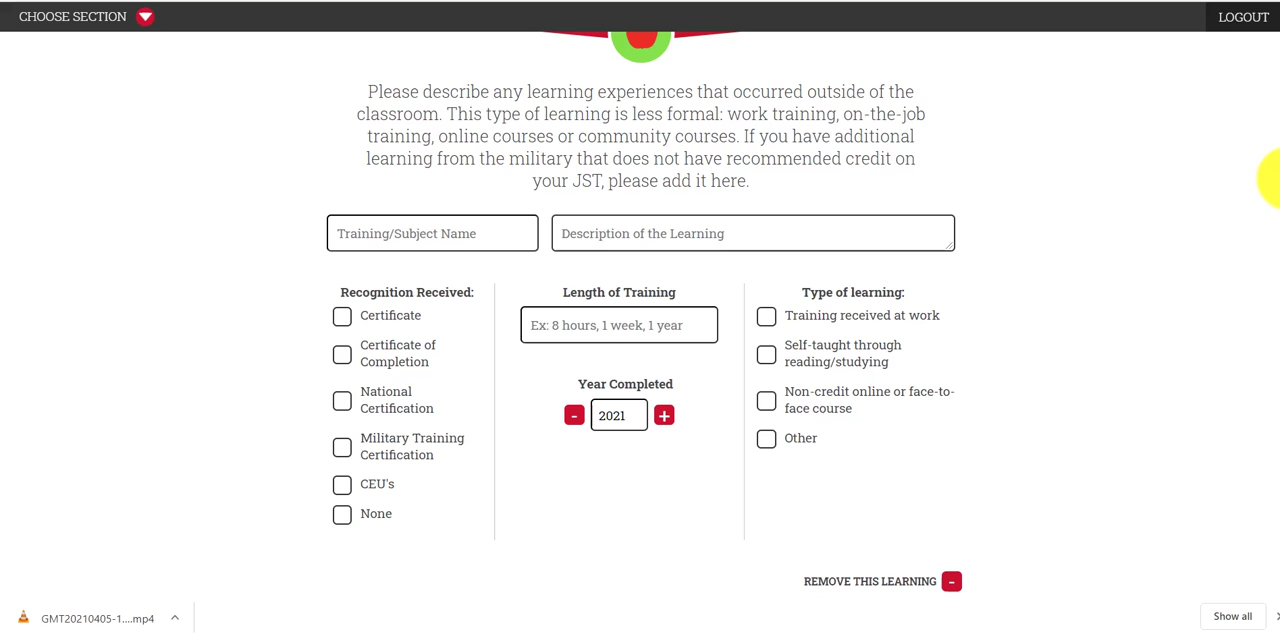 CHOOSE SECTION
LOGOUT
Please describe any learning experiences that occurred outside of the
classroom. This type of learning is less formal: work training, on-the-job
training, online courses or community courses. If you have additional
learning from the military that does not have recommended credit on
your JST, please add it here.
Training/Subject Name
Description of the Learning
Recognition Received:
Certificate
Certificate of
Completion
National
Certification
Military Training
Certification
CEU's
None
Length of Training
Ex: 8 hours, 1 week, 1 year
Year Completed
- 2021 +
Type of learning:
Training received at work
Self-taught through
reading/studying
Non-credit online or face-to-
face course
Other
REMOVE THIS LEARNING -
GMT20210405-1....mp4
Show all